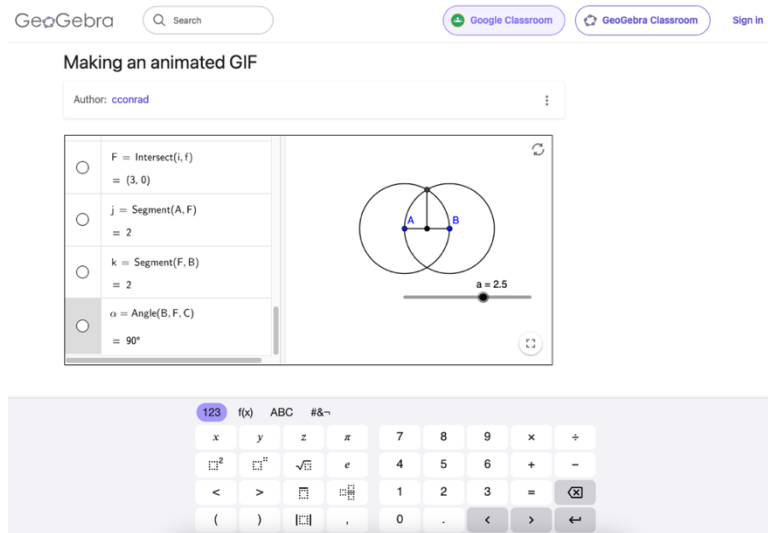 GeoGebra
Search
Google Classroom
GeoGebra Classroom
Sign in
Making an animated GIF
Author: cconrad
F = Intersect(i, f)
= (3, 0)
j = Segment(A, F)
= 2
k = Segment(F, B)
= 2
α = Angle(B, F, C)
= 90°
A
B
a = 2.5
123 f(x) ABC #&¬
x y z π 7 8 9 × ÷
□² □^□ √□ e 4 5 6 + −
< > 1 2 3 =
( ) |□| , 0 . < >